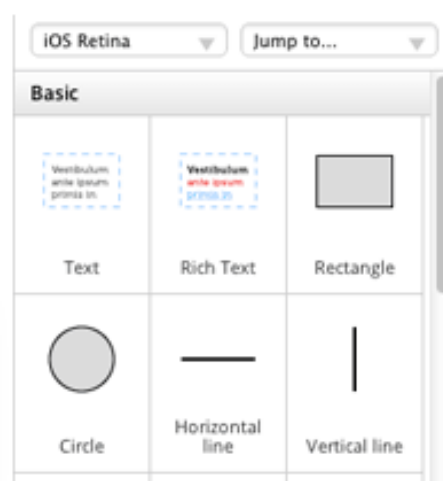 iOS Retina
Jump to...
Basic
Vestibulum
ante ipsum
primis in
Vestibulum
ante ipsum
primis in
Text
Rich Text
Rectangle
Circle
Horizontal
line
Vertical line